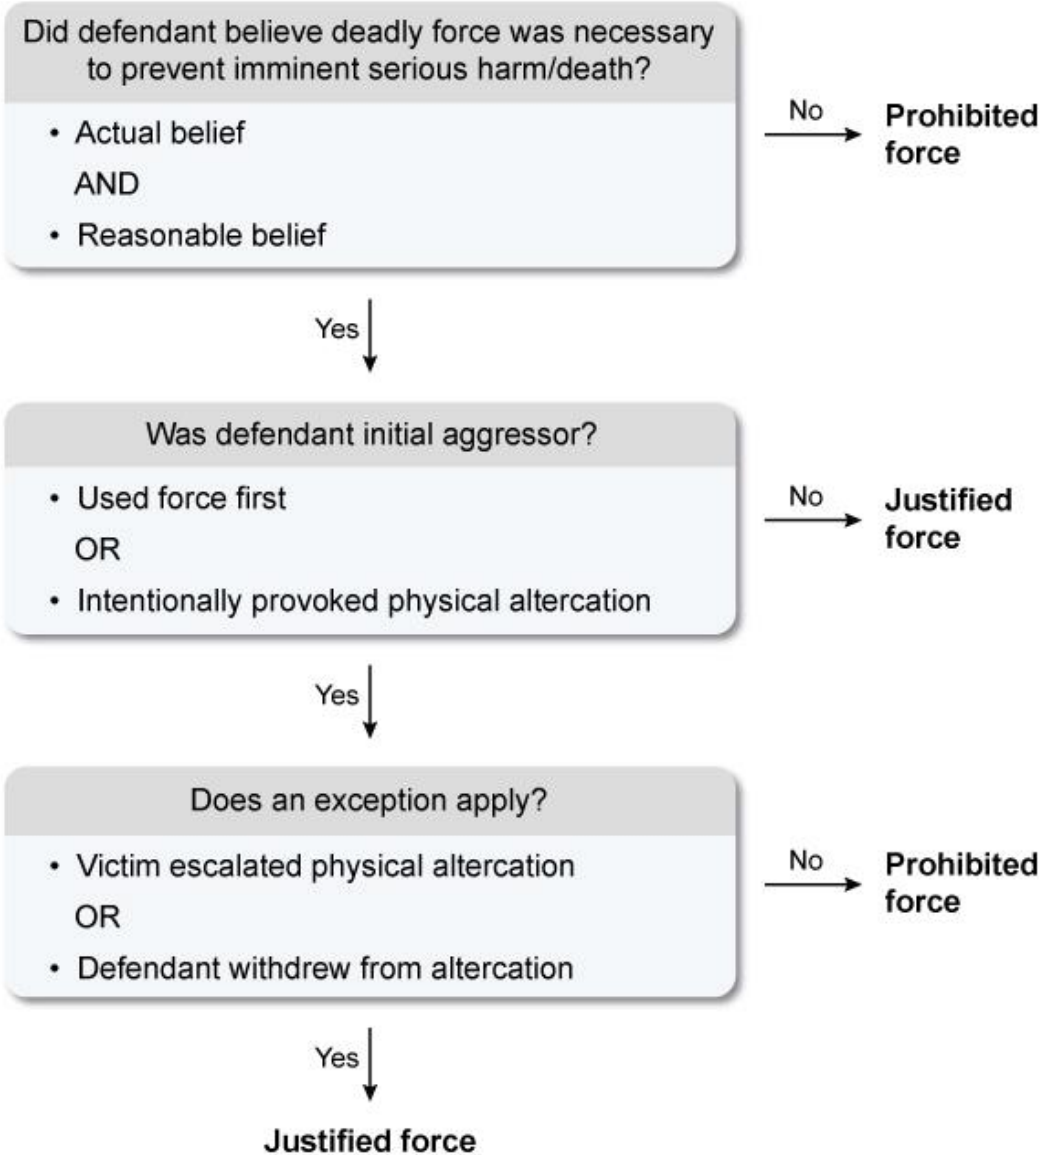 Did defendant believe deadly force was necessary
to prevent imminent serious harm/death?
• Actual belief
AND
• Reasonable belief
No
Prohibited
force
Yes
Was defendant initial aggressor?
• Used force first
OR
• Intentionally provoked physical altercation
No
Justified
force
Yes
Does an exception apply?
• Victim escalated physical altercation
OR
• Defendant withdrew from altercation
No
Prohibited
force
Yes
Justified force